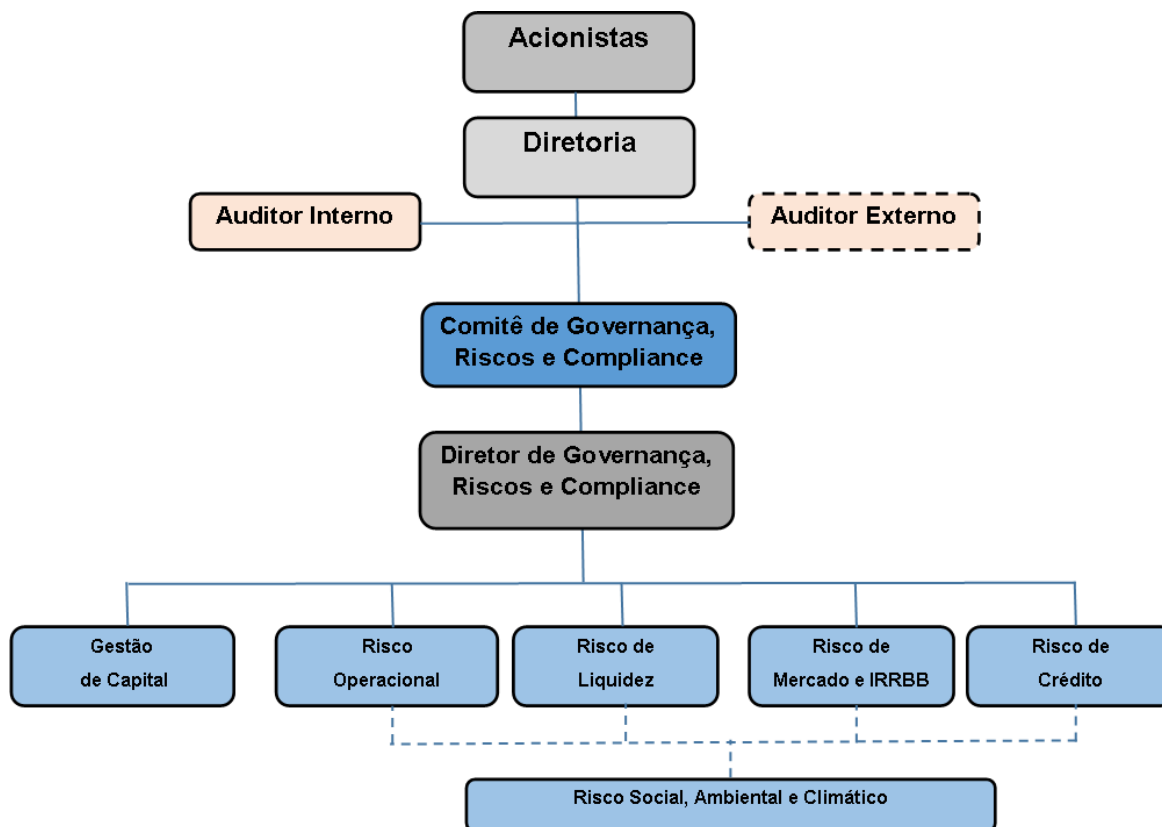 Acionistas
Diretoria
Auditor Interno
Auditor Externo
Comitê de Governança,
Riscos e Compliance
Diretor de Governança,
Riscos e Compliance
Gestão
de Capital
Risco
Operacional
Risco de
Liquidez
Risco de
Mercado e IRRBB
Risco de
Crédito
Risco Social, Ambiental e Climático